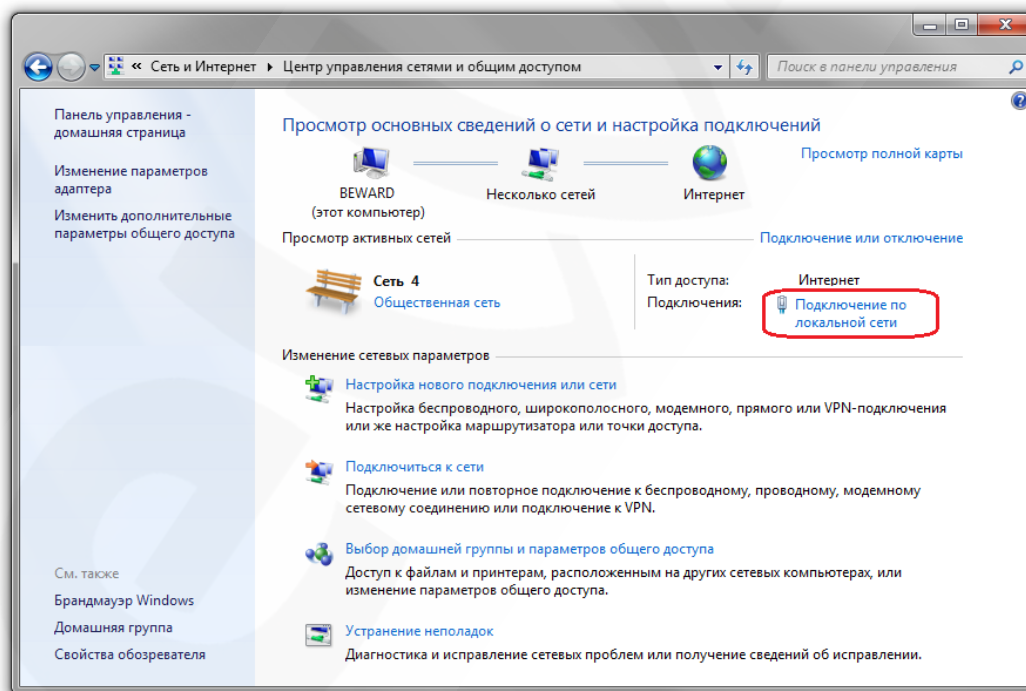 « Сеть и Интернет ▸ Центр управления сетями и общим доступом
Поиск в панели управления
Панель управления -
домашняя страница
Изменение параметров
адаптера
Изменить дополнительные
параметры общего доступа
См. также
Брандмауэр Windows
Домашняя группа
Свойства обозревателя
Просмотр основных сведений о сети и настройка подключений
Просмотр полной карты
BEWARD
(этот компьютер)
Несколько сетей
Интернет
Просмотр активных сетей
Подключение или отключение
Сеть 4
Общественная сеть
Тип доступа: Интернет
Подключения: Подключение по
локальной сети
Изменение сетевых параметров
Настройка нового подключения или сети
Настройка беспроводного, широкополосного, модемного, прямого или VPN-подключения
или же настройка маршрутизатора или точки доступа.
Подключиться к сети
Подключение или повторное подключение к беспроводному, проводному, модемному
сетевому соединению или подключение к VPN.
Выбор домашней группы и параметров общего доступа
Доступ к файлам и принтерам, расположенным на других сетевых компьютерах, или
изменение параметров общего доступа.
Устранение неполадок
Диагностика и исправление сетевых проблем или получение сведений об исправлении.